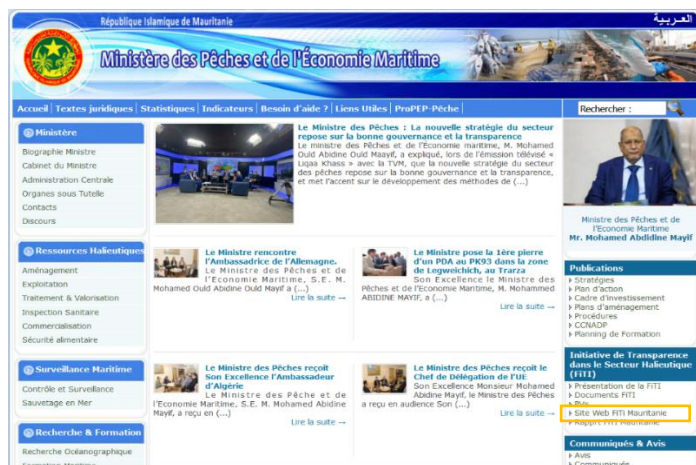 République Islamique de Mauritanie
العـربيـة
Ministère des Pêches et de l'Économie Maritime
Accueil | Textes juridiques | Statistiques | Indicateurs | Besoin d'aide ? | Liens Utiles | ProPEP-Pêche |
Rechercher :
Ministère
Biographie Ministre
Cabinet du Ministre
Administration Centrale
Organes sous Tutelle
Contacts
Discours
Ressources Halieutiques
Aménagement
Exploitation
Traitement & Valorisation
Inspection Sanitaire
Commercialisation
Sécurité alimentaire
Surveillance Maritime
Contrôle et Surveillance
Sauvetage en Mer
Recherche & Formation
Recherche Océanographique
Formation Maritime
Le Ministre des Pêches : La nouvelle stratégie du secteur
repose sur la bonne gouvernance et la transparence
Le ministre des Pêches et de l'Economie maritime, M. Mohamed
Ould Abidine Ould Maayif, a expliqué, lors de l'émission télévisé «
Liqaa Khass » avec la TVM, que la nouvelle stratégie du secteur
des pêches repose sur la bonne gouvernance et la transparence,
et met l'accent sur le développement des méthodes de (...)
Le Ministre rencontre
l'Ambassadrice de l'Allemagne.
Le Ministre des Pêches et de
l'Economie Maritime, S.E. M.
Mohamed Ould Abidine Ould Mayif a (...)
Lire la suite →
Le Ministre pose la 1ère pierre
d'un PDA au PK93 dans la zone
de Legweichich, au Trarza
Son Excellence le Ministre des
Pêches et de l'Economie Maritime, M. Mohammed
ABIDINE MAYIF, a (...)
Lire la suite →
Le Ministre des Pêches reçoit
Son Excellence l'Ambassadeur
d'Algérie
Le Ministre des Pêche et de
l'Economie Maritime, S.E. M. Mohamed Abidine
Mayif, a reçu en (...)
Lire la suite →
Le Ministre des Pêches reçoit le
Chef de Délégation de l'UE
Son Excellence Monsieur Mohamed
Abidine Mayif, le Ministre des Pêches
a reçu en audience Son (...)
Lire la suite →
Ministre des Pêches et de
l'Economie Maritime
Mr. Mohamed Abdidine Mayif
Publications
Stratégies
Plan d'action
Cadre d'investissement
Plans d'aménagement
Procédures
CCNADP
Planning de Formation
Initiative de Transparence
dans le Secteur Halieutique
(FiTI)
Présentation de la FiTI
Documents FiTI
PVs
Site Web FiTI Mauritanie
Rapprt FiTI Mauritanie
Communiqués & Avis
Avis
Communiqués